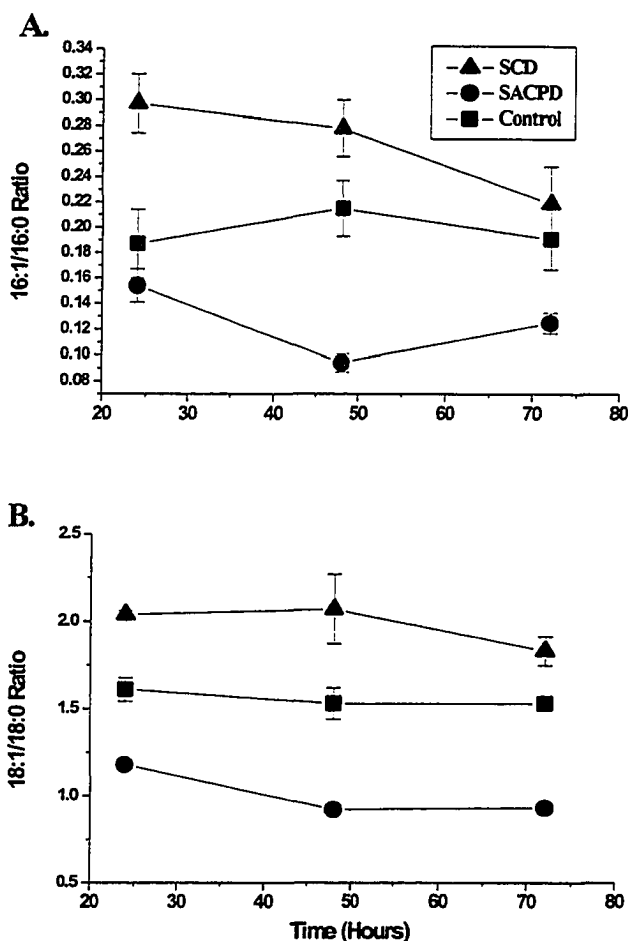 A.
0.34
0.32
0.30
0.28
0.26
0.24
0.22
0.20
0.18
0.16
0.14
0.12
0.10
0.08
16:1/16:0 Ratio
SCD
SACPD
Control
20 30 40 50 60 70 80
B.
2.5
2.0
1.5
1.0
0.5
18:1/18:0 Ratio
20 30 40 50 60 70 80
Time (Hours)